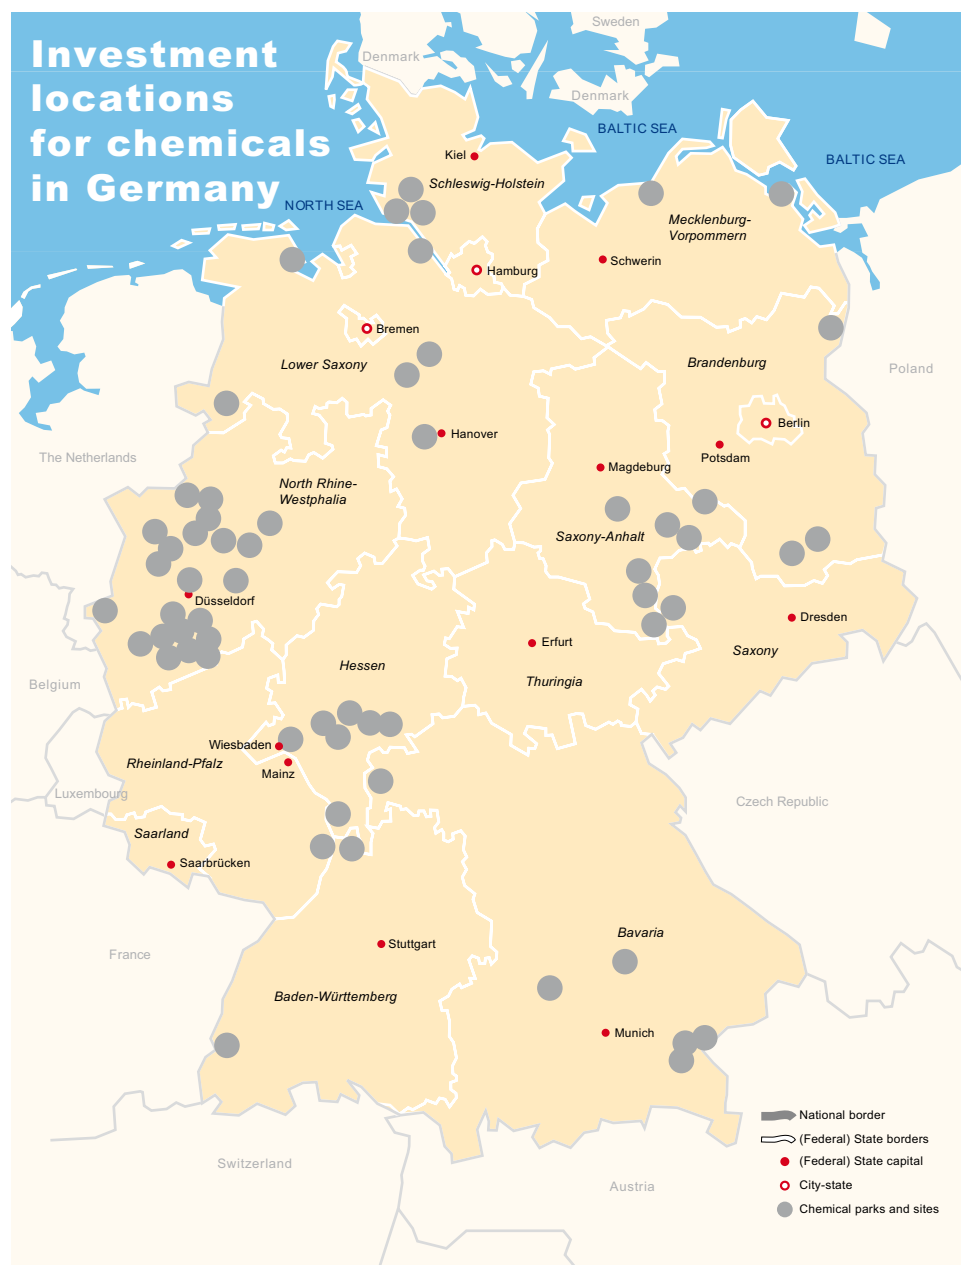 Investment
locations
for chemicals
in Germany
Sweden
Denmark
Denmark
BALTIC SEA
BALTIC SEA
NORTH SEA
Kiel
Schleswig-Holstein
Mecklenburg-
Vorpommern
Schwerin
Hamburg
Bremen
Lower Saxony
Brandenburg
Poland
Berlin
Hanover
Potsdam
The Netherlands
Magdeburg
North Rhine-
Westphalia
Saxony-Anhalt
Düsseldorf
Dresden
Erfurt
Saxony
Hessen
Thuringia
Belgium
Wiesbaden
Rheinland-Pfalz
Mainz
Luxembourg
Czech Republic
Saarland
Saarbrücken
Bavaria
Stuttgart
France
Baden-Württemberg
Munich
National border
(Federal) State borders
(Federal) State capital
City-state
Chemical parks and sites
Switzerland
Austria